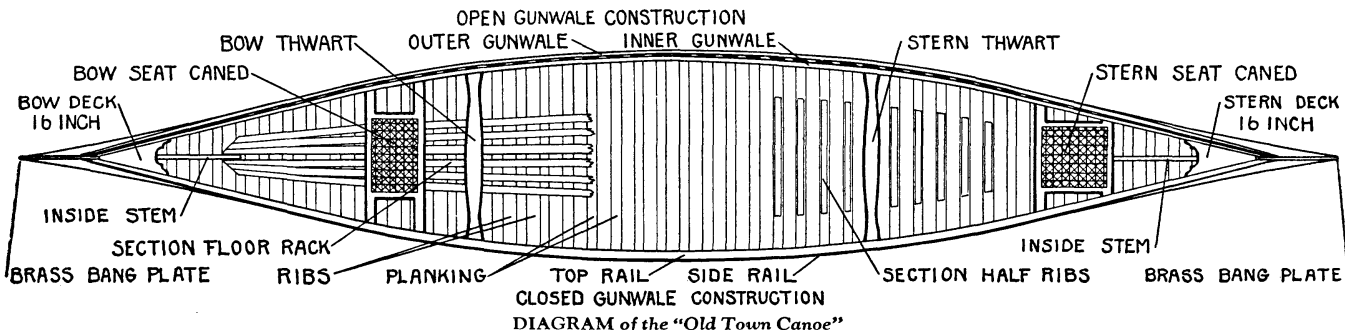 OPEN GUNWALE CONSTRUCTION
OUTER GUNWALE
INNER GUNWALE
BOW THWART
STERN THWART
BOW SEAT CANED
STERN SEAT CANED
BOW DECK
16 INCH
STERN DECK
16 INCH
INSIDE STEM
INSIDE STEM
SECTION FLOOR RACK
BRASS BANG PLATE
RIBS
PLANKING
TOP RAIL
SIDE RAIL
SECTION HALF RIBS
BRASS BANG PLATE
CLOSED GUNWALE CONSTRUCTION
DIAGRAM of the "Old Town Canoe"